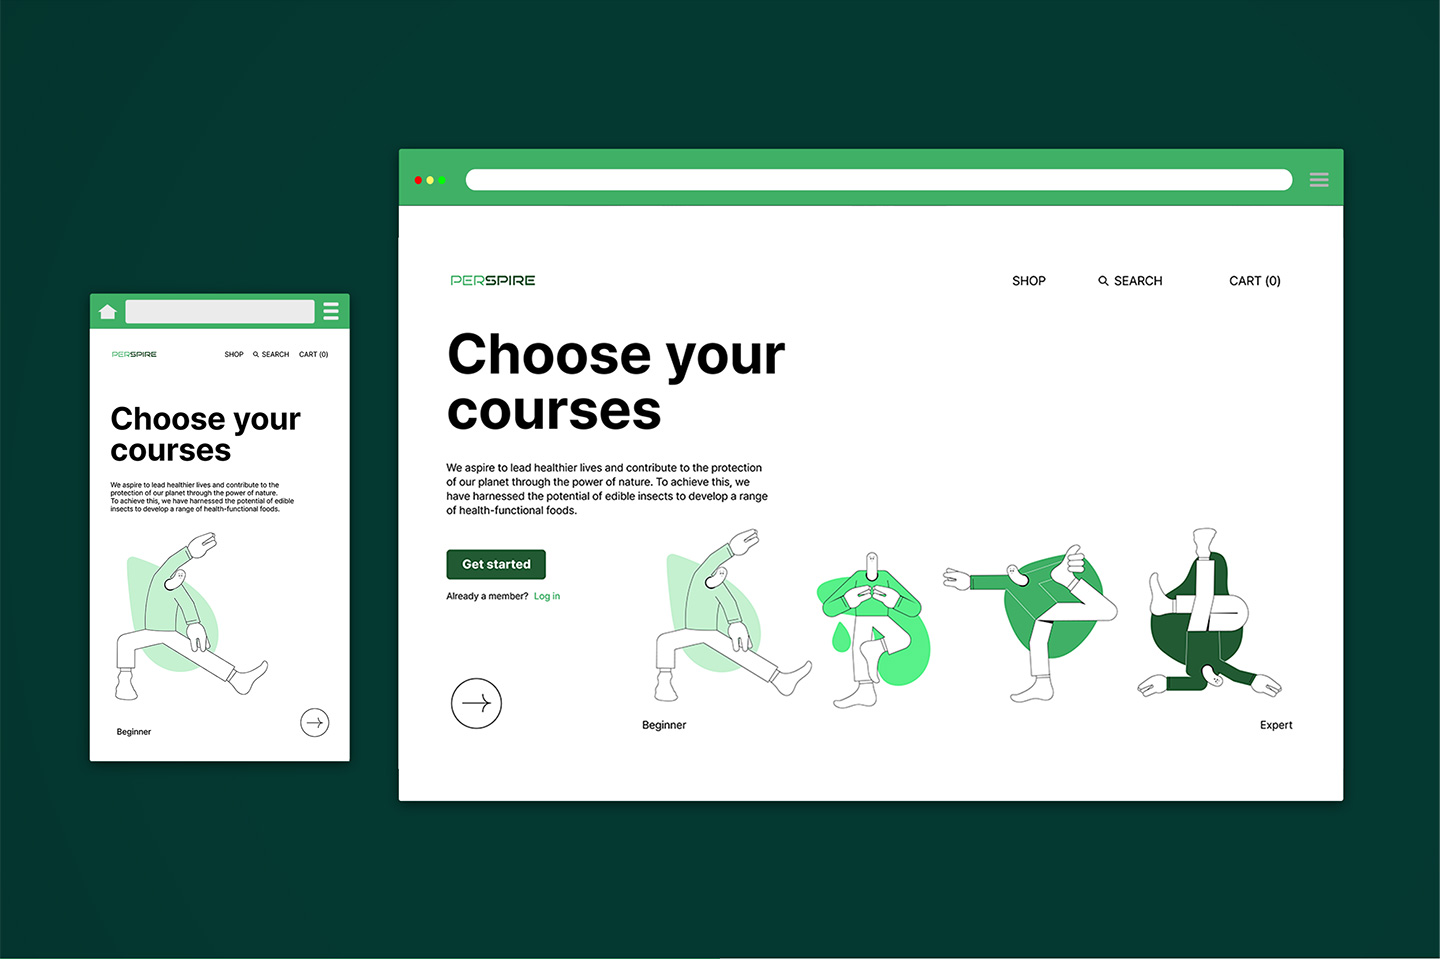 PERSPIRE
SHOP
SEARCH
CART (0)
Choose your
courses
We aspire to lead healthier lives and contribute to the
protection of our planet through the power of nature.
To achieve this, we have harnessed the potential of edible
insects to develop a range of health-functional foods.
Beginner
PERSPIRE
SHOP
SEARCH
CART (0)
Choose your
courses
We aspire to lead healthier lives and contribute to the protection
of our planet through the power of nature. To achieve this, we
have harnessed the potential of edible insects to develop a range
of health-functional foods.
Get started
Already a member? Log in
Beginner
Expert